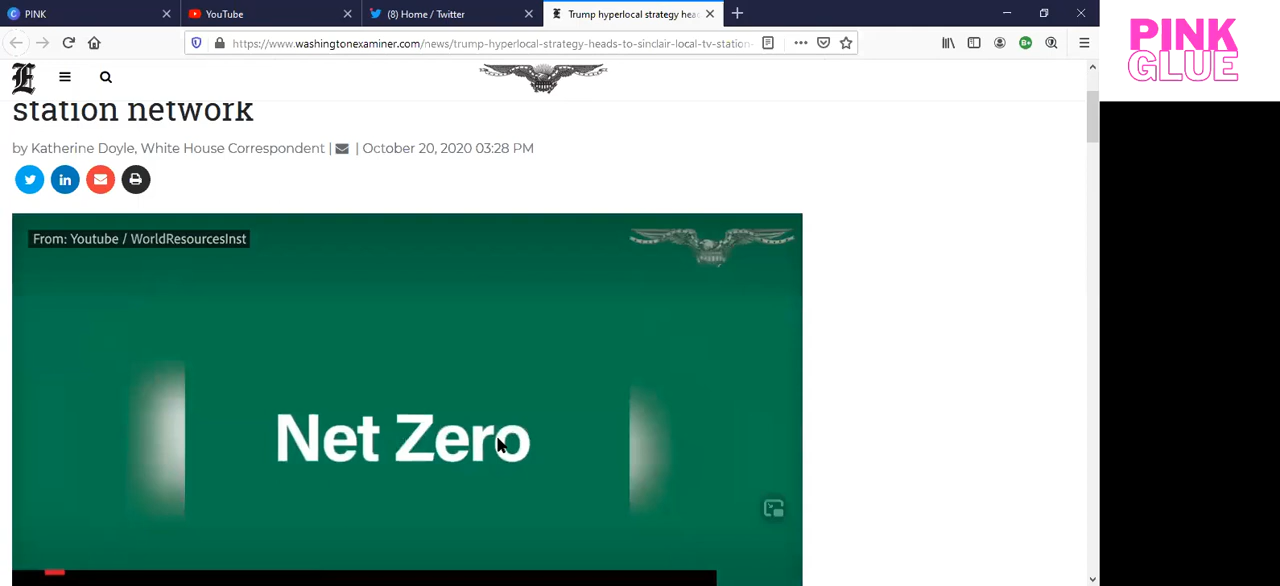 PINK
YouTube
(8) Home / Twitter
Trump hyperlocal strategy hea
PINK
GLUE
https://www.washingtonexaminer.com/news/trump-hyperlocal-strategy-heads-to-sinclair-local-tv-station-
E
station network
by Katherine Doyle, White House Correspondent | | October 20, 2020 03:28 PM
From: Youtube / WorldResourcesInst
Net Zero